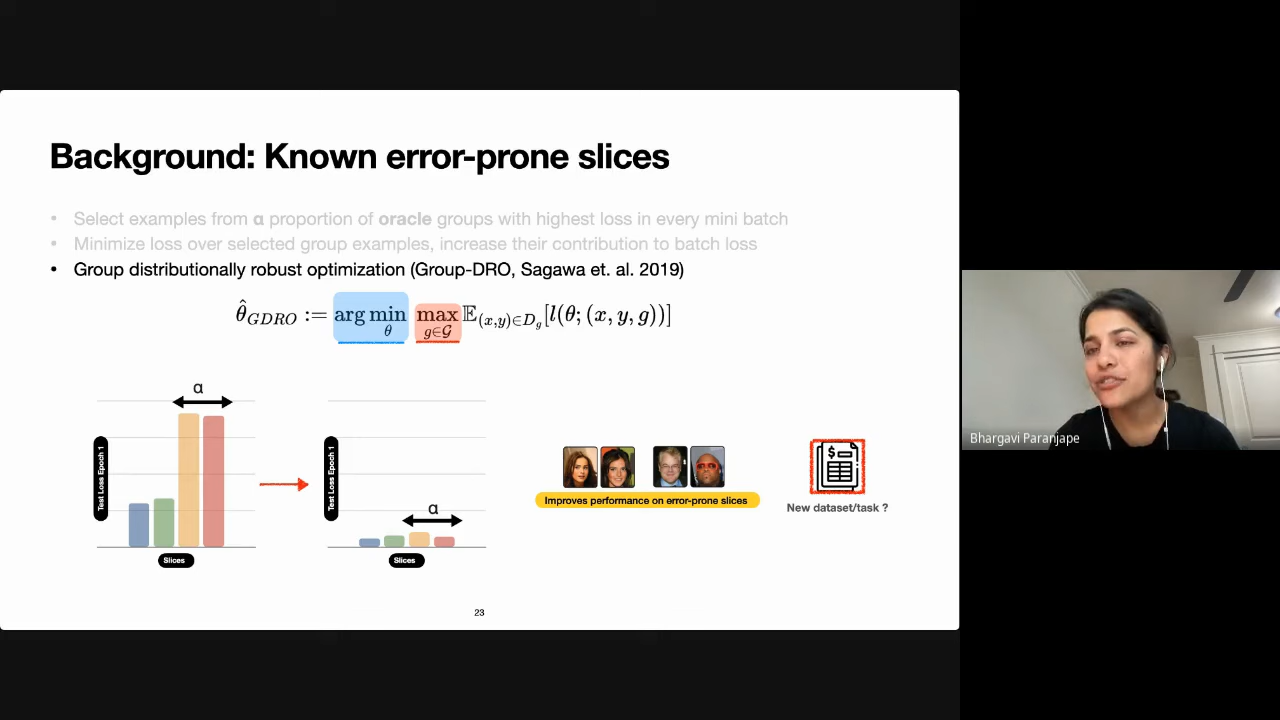 Background: Known error-prone slices
• Select examples from α proportion of oracle groups with highest loss in every mini batch
• Minimize loss over selected group examples, increase their contribution to batch loss
• Group distributionally robust optimization (Group-DRO, Sagawa et. al. 2019)
θ̂_GDRO := arg min_θ max_{g∈𝒢} 𝔼_{(x,y)∈D_g}[l(θ; (x, y, g))]
α
Test Loss Epoch 1
Slices
α
Test Loss Epoch 1
Slices
Improves performance on error-prone slices
$
New dataset/task ?
23
Bhargavi Paranjape